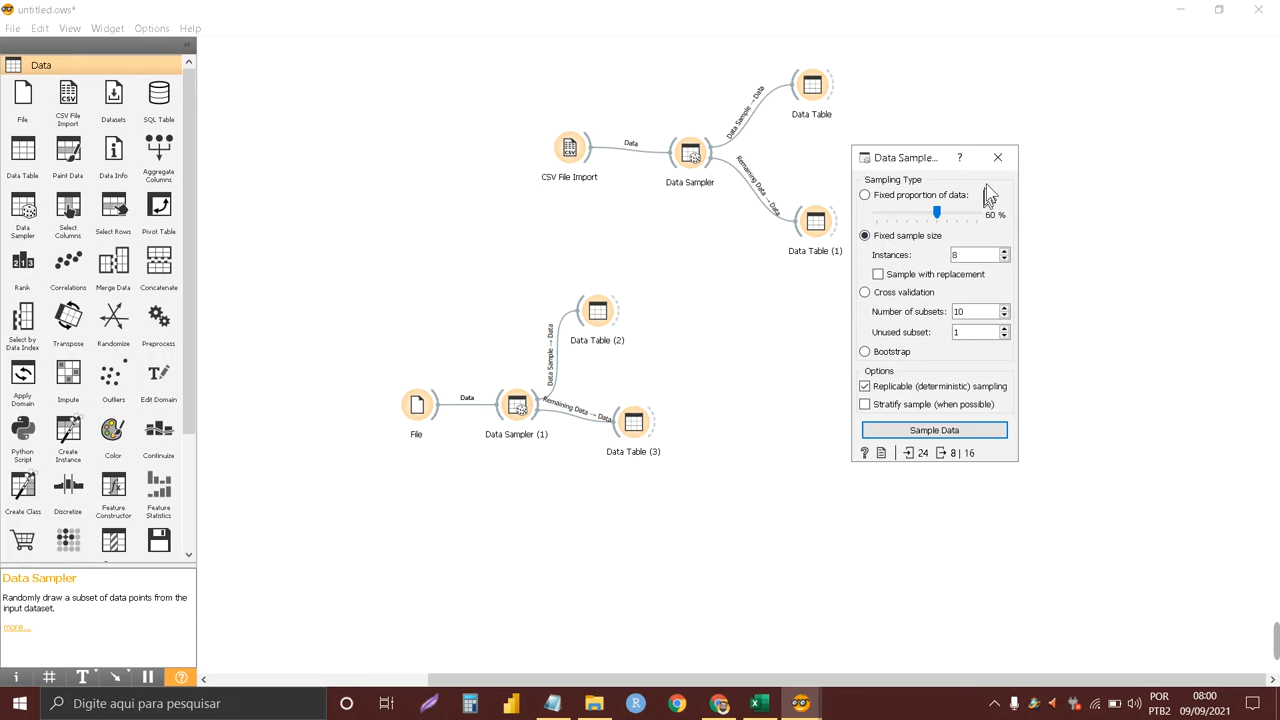 untitled.ows*
File Edit View Widget Options Help
Data
File
CSV File Import
Datasets
SQL Table
Data Table
Paint Data
Data Info
Aggregate Columns
Data Sampler
Select Columns
Select Rows
Pivot Table
Rank
Correlations
Merge Data
Concatenate
Select by Data Index
Transpose
Randomize
Preprocess
Apply Domain
Impute
Outliers
Edit Domain
Python Script
Create Instance
Color
Continuize
Create Class
Discretize
Feature Constructor
Feature Statistics
Data Sampler
Randomly draw a subset of data points from the
input dataset.
more...
CSV File Import
Data
Data Sampler
Data Sample → Data
Data Table
Remaining Data → Data
Data Table (1)
File
Data
Data Sampler (1)
Data Sample → Data
Data Table (2)
Remaining Data → Data
Data Table (3)
Data Sample... ?
Sampling Type
Fixed proportion of data:
60 %
Fixed sample size
Instances: 8
Sample with replacement
Cross validation
Number of subsets: 10
Unused subset: 1
Bootstrap
Options
Replicable (deterministic) sampling
Stratify sample (when possible)
Sample Data
? 24 8 | 16
Digite aqui para pesquisar
POR
PTB2
08:00
09/09/2021